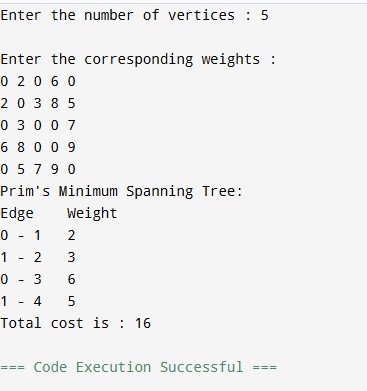 Enter the number of vertices : 5
Enter the corresponding weights :
0 2 0 6 0
2 0 3 8 5
0 3 0 0 7
6 8 0 0 9
0 5 7 9 0
Prim's Minimum Spanning Tree:
Edge    Weight
0 - 1   2
1 - 2   3
0 - 3   6
1 - 4   5
Total cost is : 16
=== Code Execution Successful ===